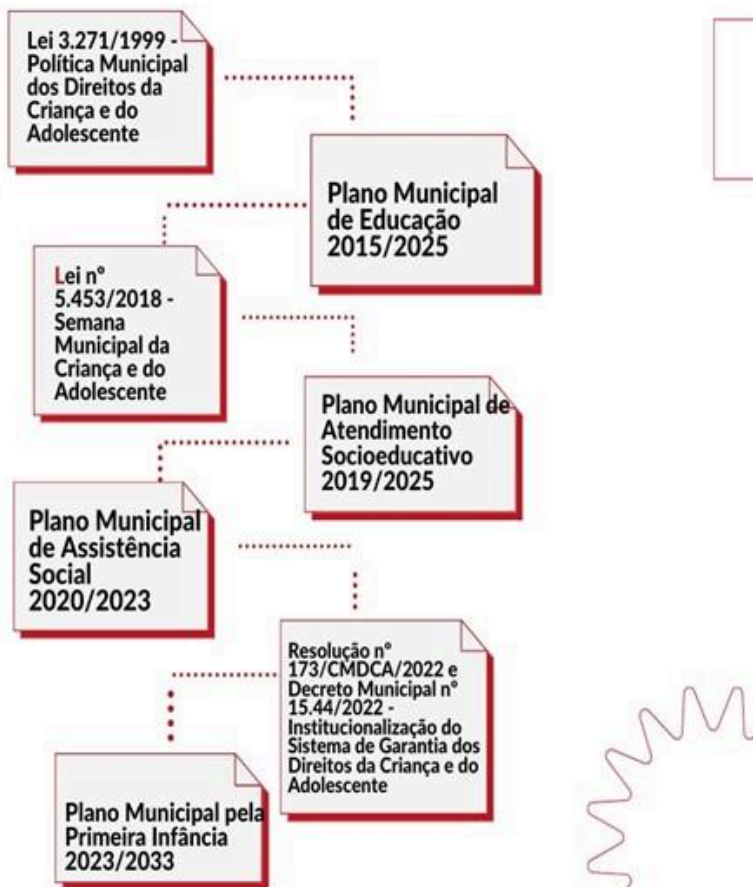 Lei 3.271/1999 -
Política Municipal
dos Direitos da
Criança e do
Adolescente
Plano Municipal
de Educação
2015/2025
Lei nº
5.453/2018 -
Semana
Municipal da
Criança e do
Adolescente
Plano Municipal de
Atendimento
Socioeducativo
2019/2025
Plano Municipal
de Assistência
Social
2020/2023
Resolução nº
173/CMDCA/2022 e
Decreto Municipal nº
15.44/2022 -
Institucionalização do
Sistema de Garantia dos
Direitos da Criança e do
Adolescente
Plano Municipal pela
Primeira Infância
2023/2033